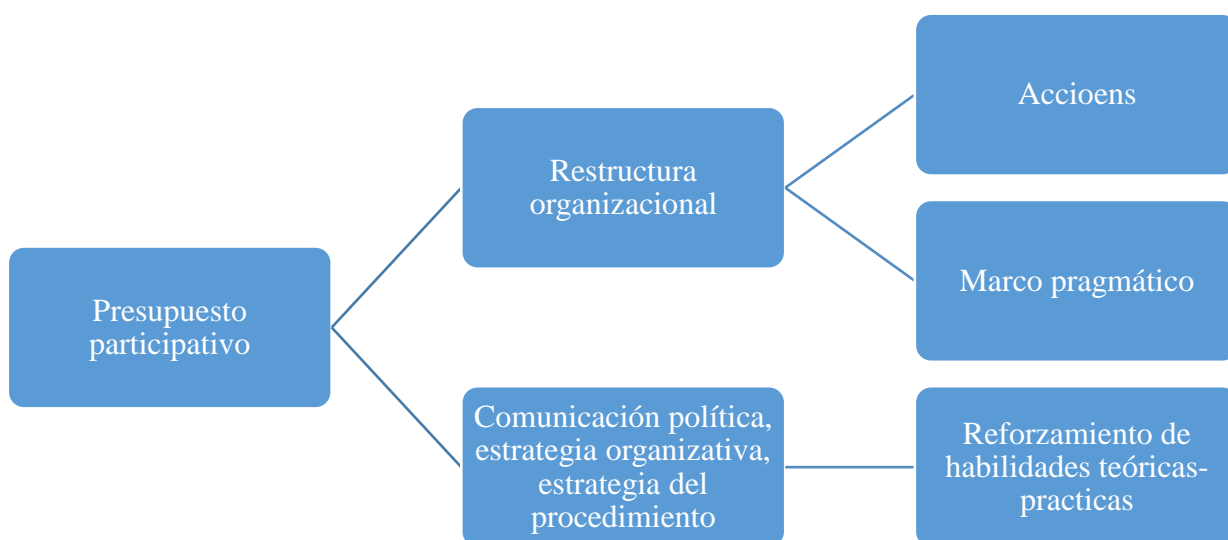 Presupuesto
participativo
Restructura
organizacional
Accioens
Marco pragmático
Comunicación política,
estrategia organizativa,
estrategia del
procedimiento
Reforzamiento de
habilidades teóricas-
practicas